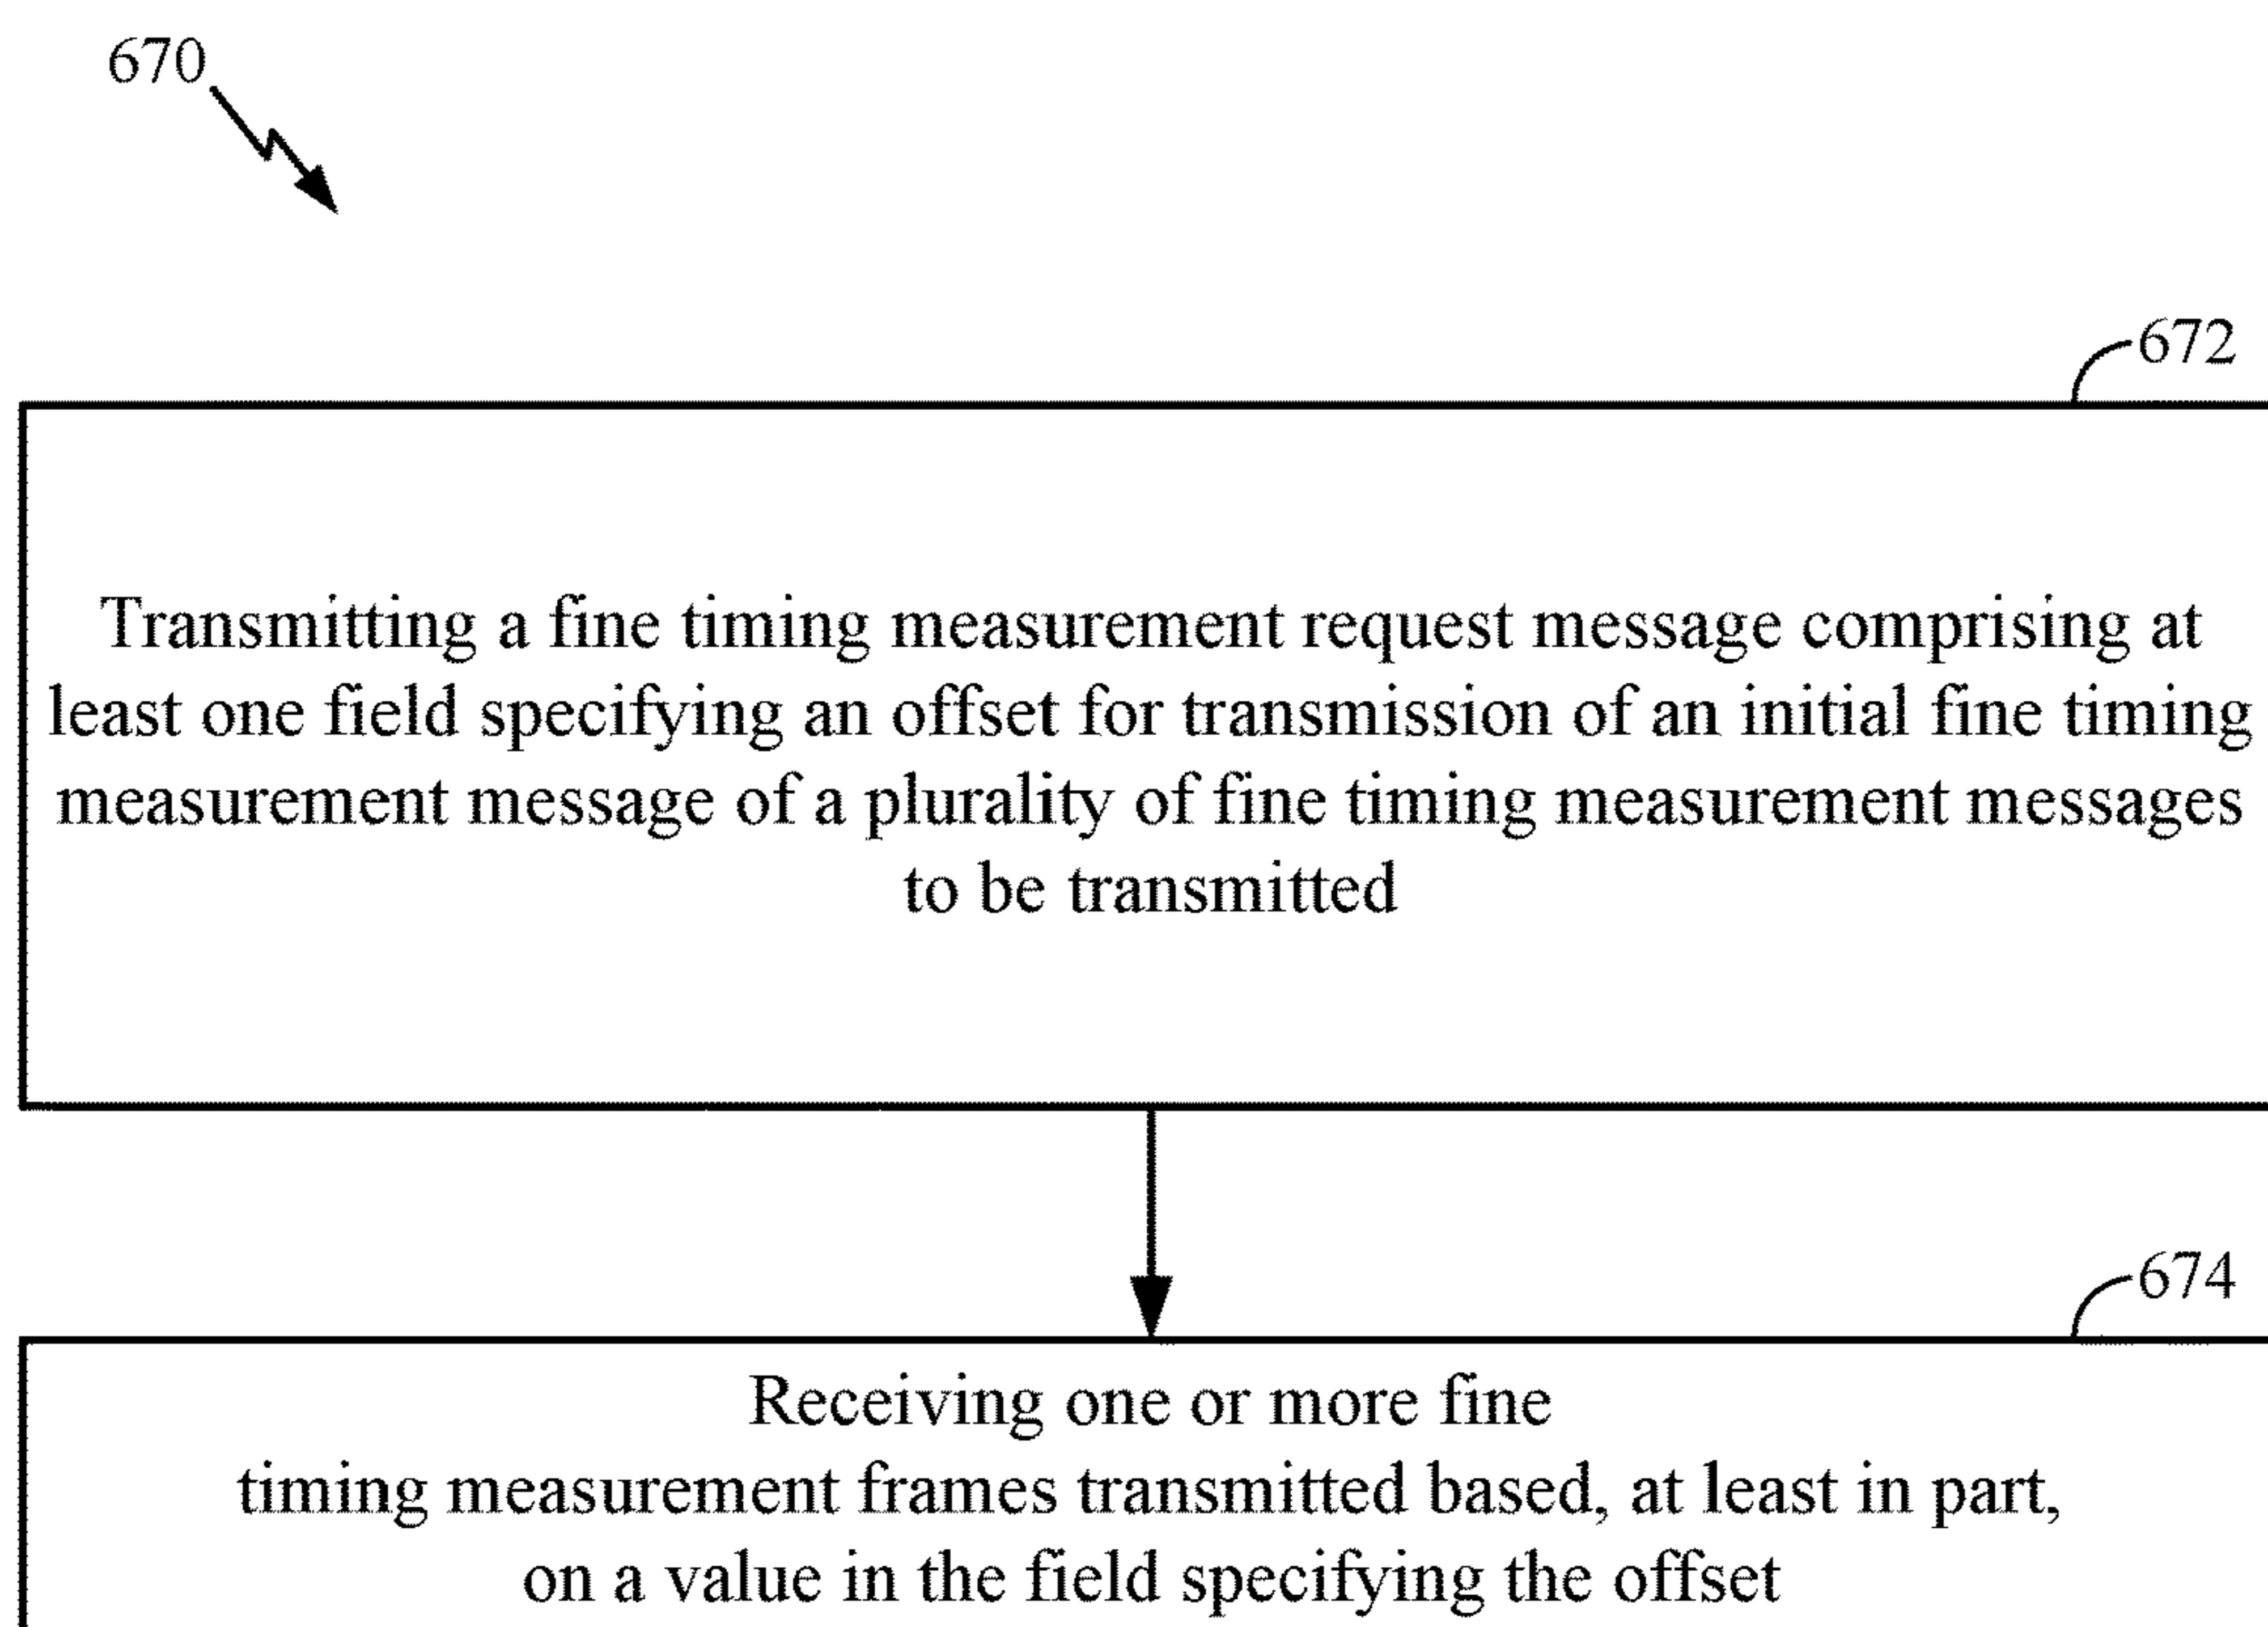 670
672
Transmitting a fine timing measurement request message comprising at
least one field specifying an offset for transmission of an initial fine timing
measurement message of a plurality of fine timing measurement messages
to be transmitted
674
Receiving one or more fine
timing measurement frames transmitted based, at least in part,
on a value in the field specifying the offset